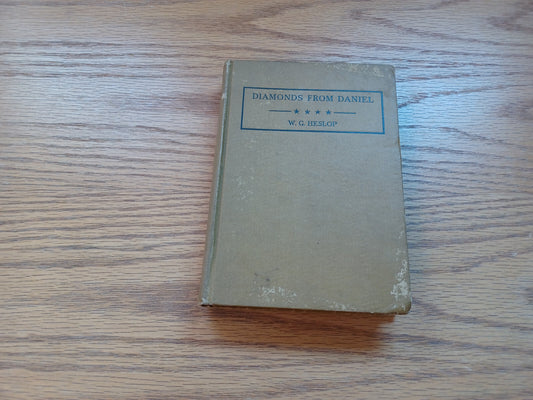 DIAMONDS FROM DANIEL
W. G. HESLOP